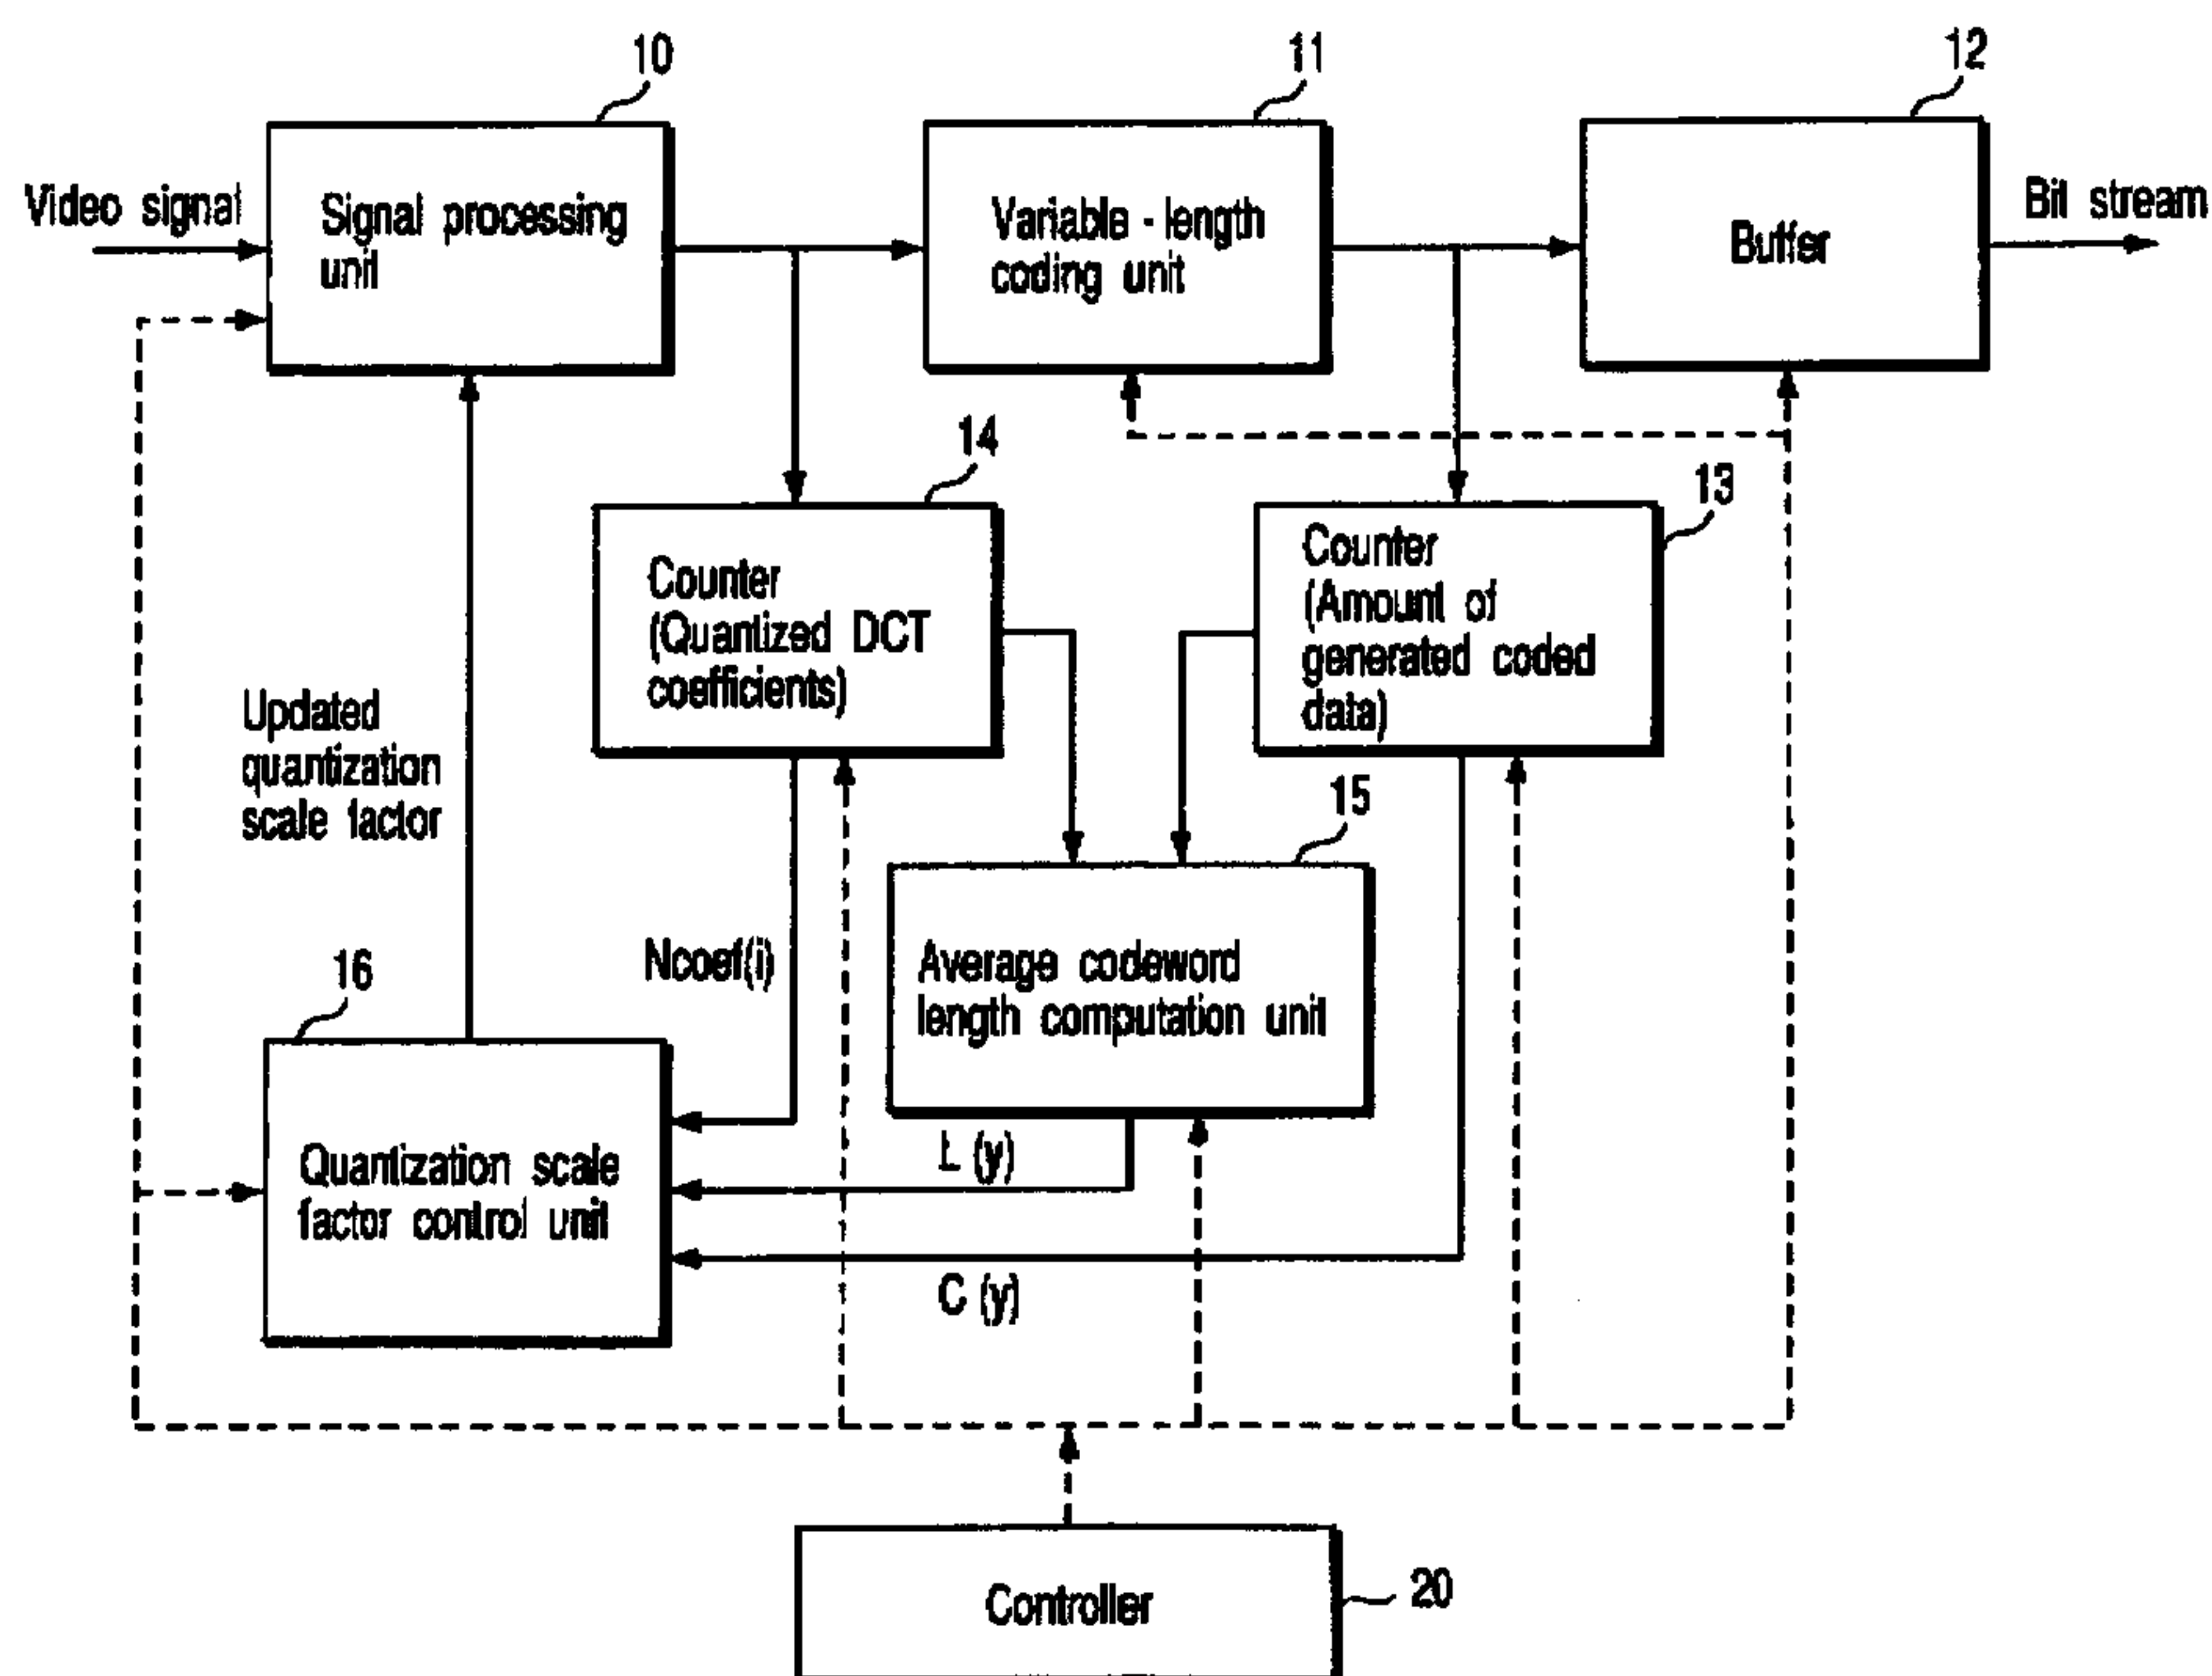 10
11
12
Video signal
Signal processing
unit
Variable-length
coding unit
Buffer
Bit stream
14
13
Counter
(Quantized DCT
coefficients)
Counter
(Amount of
generated coded
data)
Updated
quantization
scale factor
15
Ncoef(i)
Average codeword
length computation unit
16
Quantization scale
factor control unit
L (y)
C (y)
Controller
20